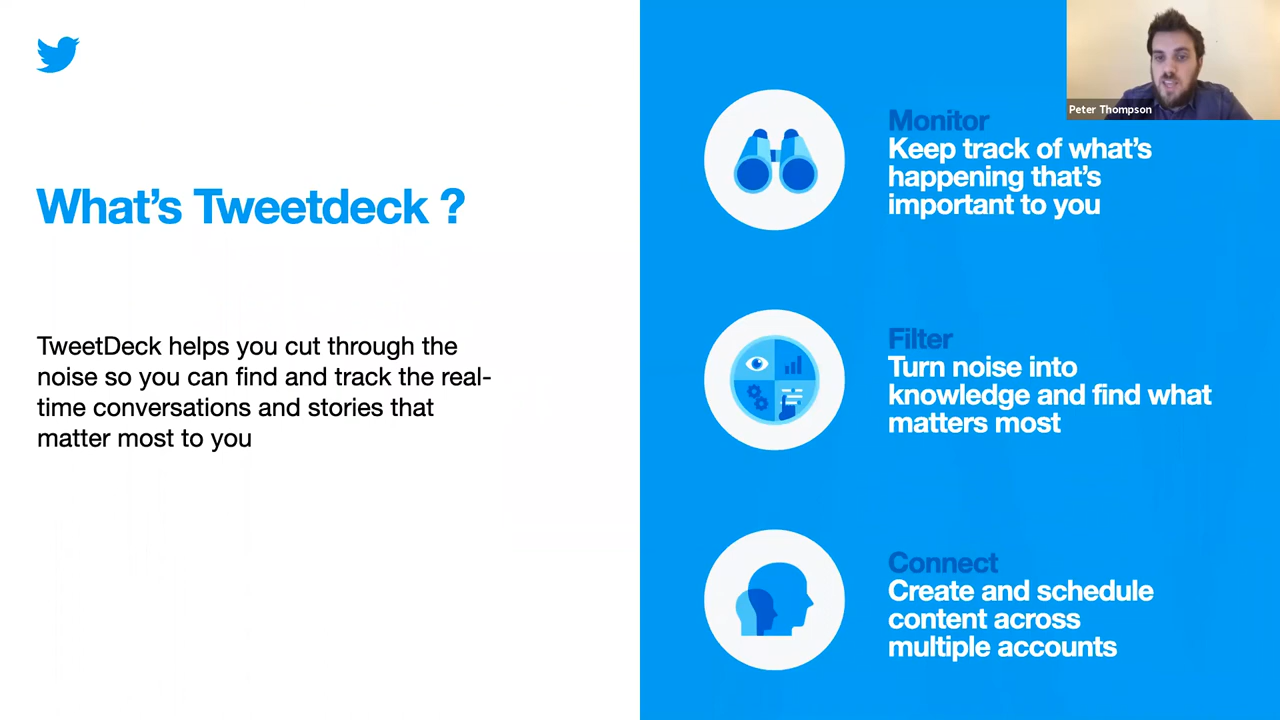 What's Tweetdeck ?
TweetDeck helps you cut through the
noise so you can find and track the real-
time conversations and stories that
matter most to you
Monitor
Keep track of what's
happening that's
important to you
Filter
Turn noise into
knowledge and find what
matters most
Connect
Create and schedule
content across
multiple accounts
Peter Thompson